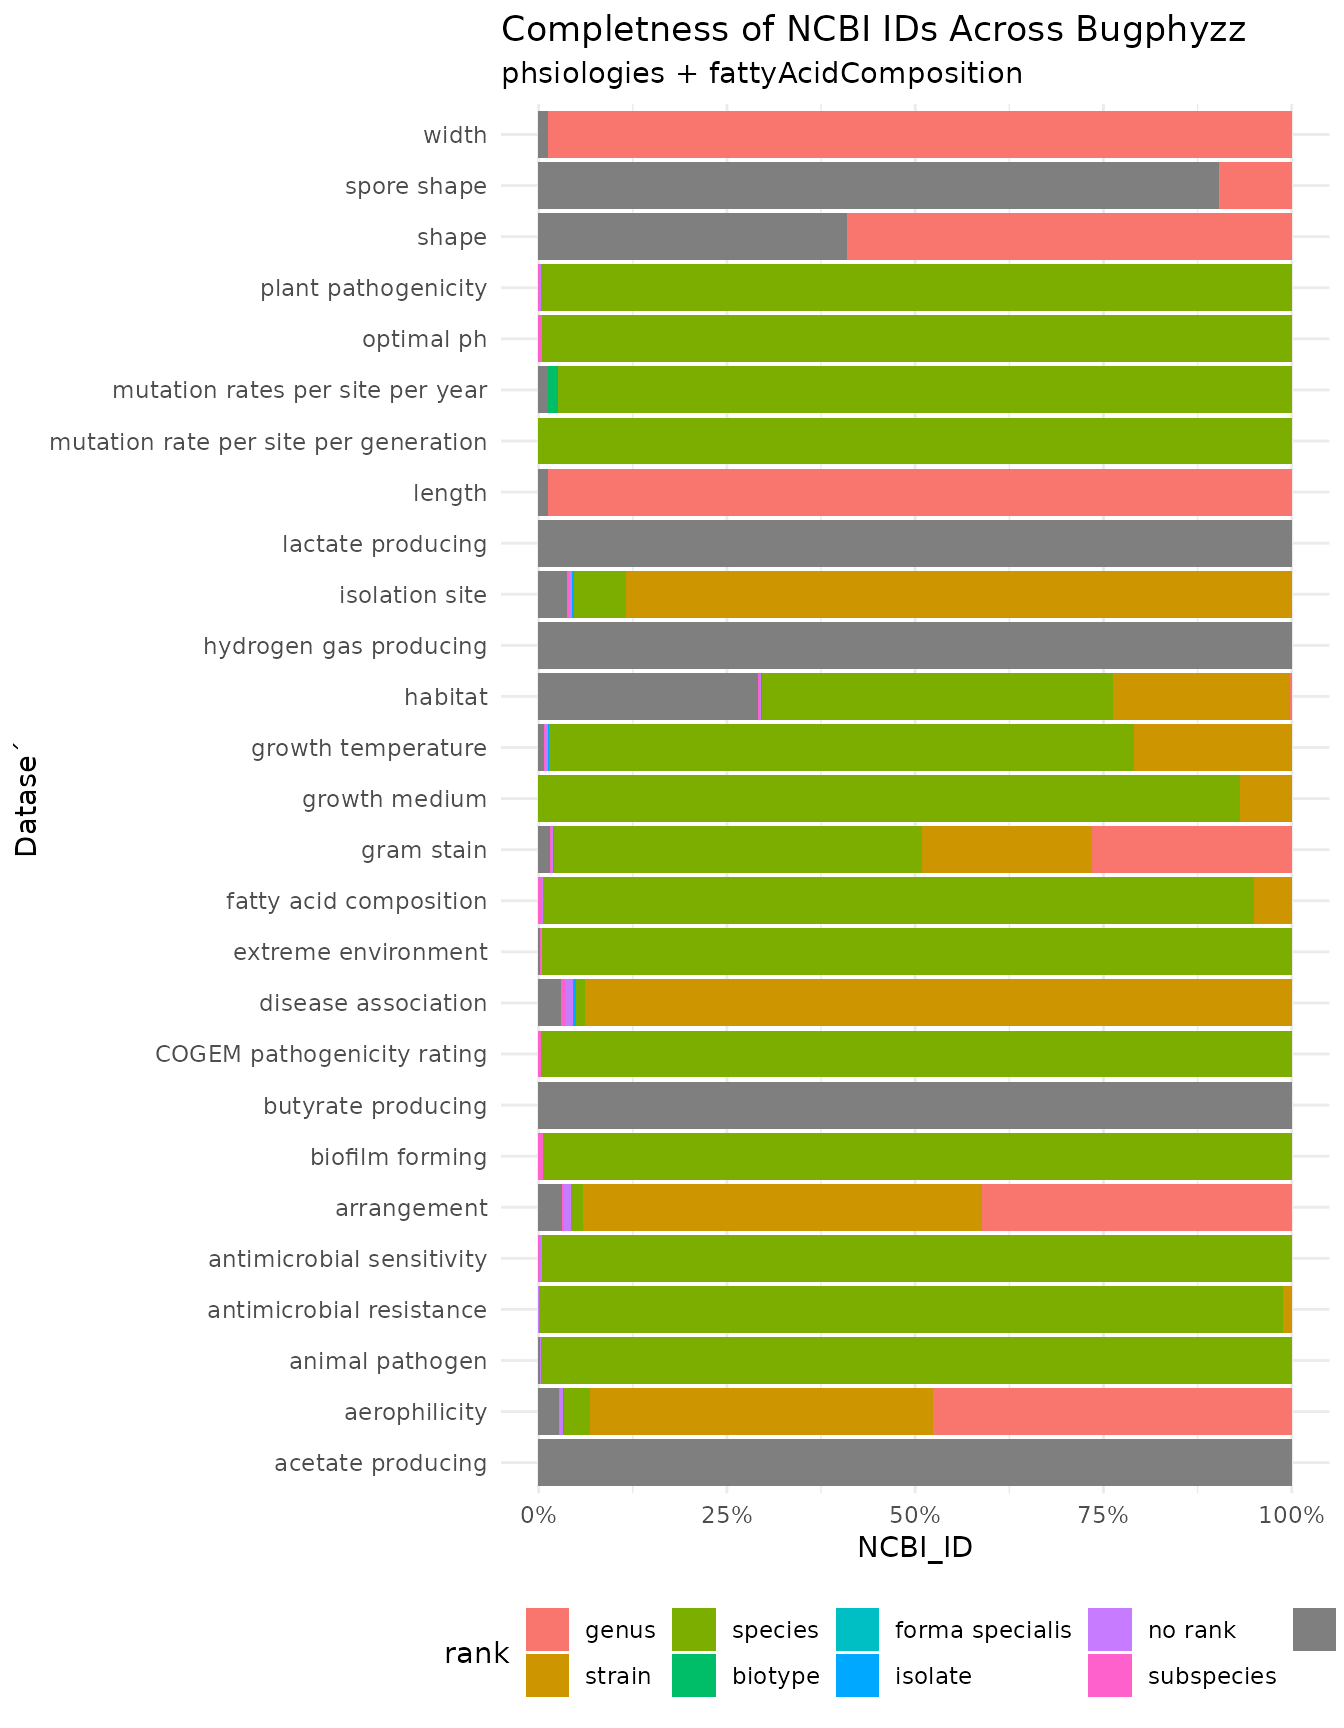 Completness of NCBI IDs Across Bugphyzz
phsiologies + fattyAcidComposition
width
spore shape
shape
plant pathogenicity
optimal ph
mutation rates per site per year
mutation rate per site per generation
length
lactate producing
isolation site
hydrogen gas producing
habitat
growth temperature
growth medium
gram stain
fatty acid composition
extreme environment
disease association
COGEM pathogenicity rating
butyrate producing
biofilm forming
arrangement
antimicrobial sensitivity
antimicrobial resistance
animal pathogen
aerophilicity
acetate producing
Datase´
0% 25% 50% 75% 100%
NCBI_ID
rank
genus species forma specialis no rank
strain biotype isolate subspecies